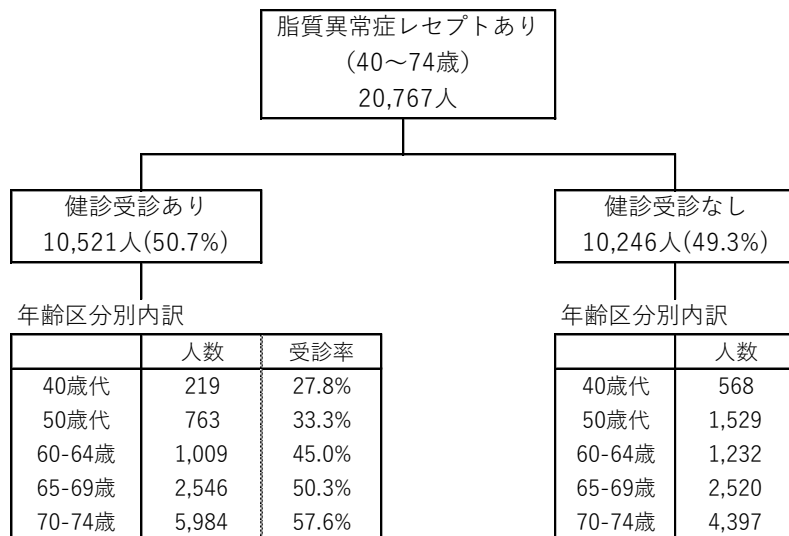 脂質異常症レセプトあり
(40～74歳)
20,767人
健診受診あり
10,521人(50.7%)
健診受診なし
10,246人(49.3%)
年齢区分別内訳
人数 受診率
40歳代 219 27.8%
50歳代 763 33.3%
60-64歳 1,009 45.0%
65-69歳 2,546 50.3%
70-74歳 5,984 57.6%
年齢区分別内訳
人数
40歳代 568
50歳代 1,529
60-64歳 1,232
65-69歳 2,520
70-74歳 4,397